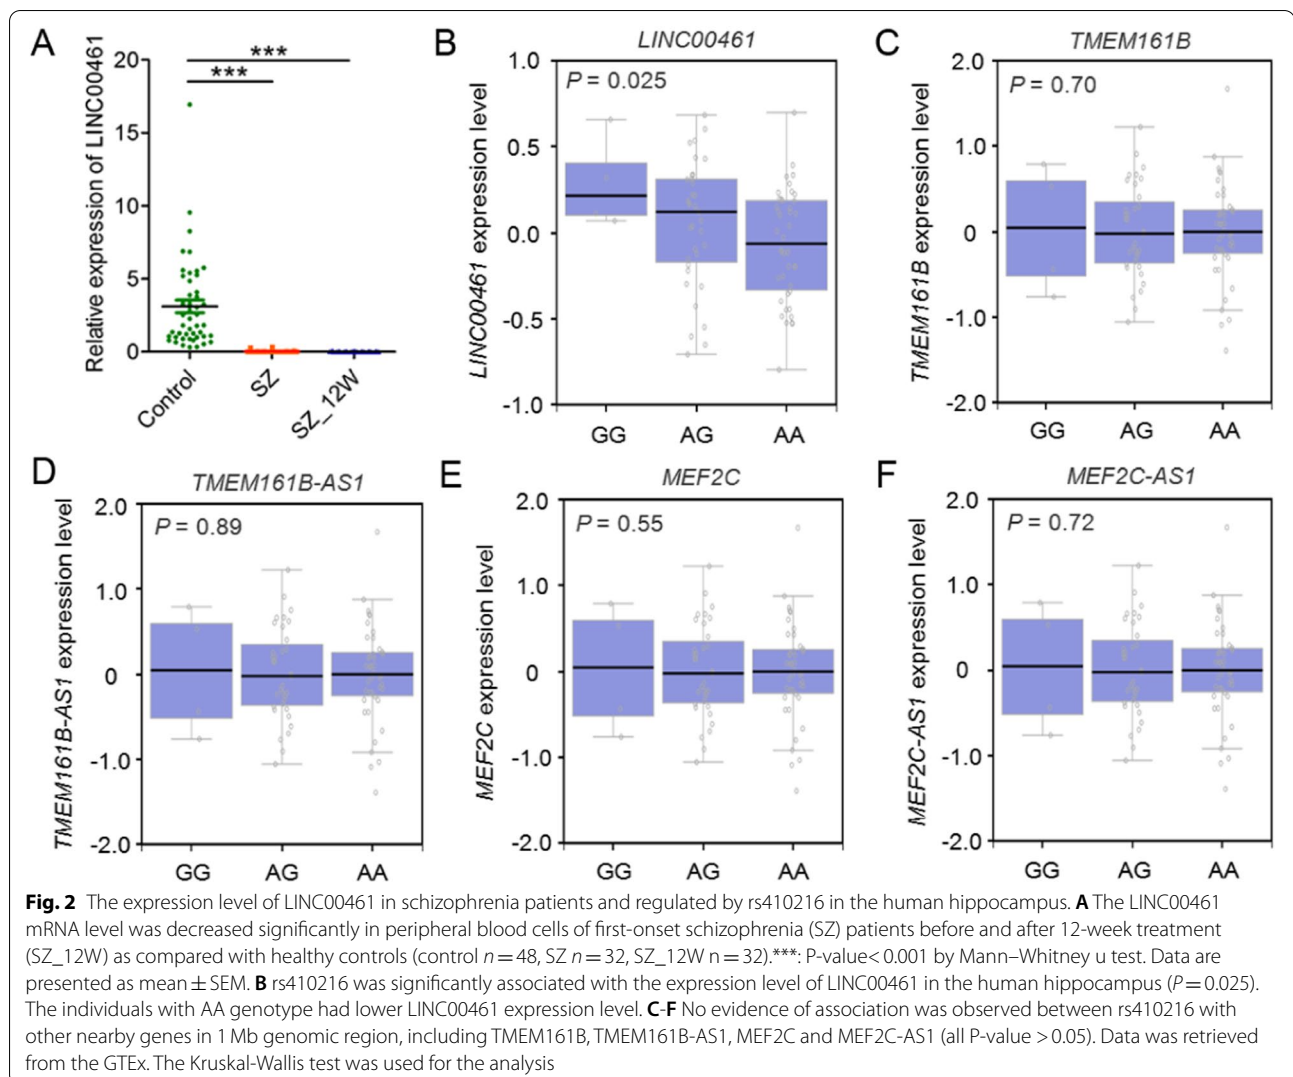 A
Relative expression of LINC00461
20
15
10
5
0
***
***
Control
SZ
SZ_12W
B
LINC00461
LINC00461 expression level
1.0
0.5
0.0
-0.5
-1.0
P = 0.025
GG AG AA
C
TMEM161B
TMEM161B expression level
2.0
1.0
0
-1.0
-2.0
P = 0.70
GG AG AA
D
TMEM161B-AS1
TMEM161B-AS1 expression level
2.0
1.0
0
-1.0
-2.0
P = 0.89
GG AG AA
E
MEF2C
MEF2C expression level
2.0
1.0
0
-1.0
-2.0
P = 0.55
GG AG AA
F
MEF2C-AS1
MEF2C-AS1 expression level
2.0
1.0
0
-1.0
-2.0
P = 0.72
GG AG AA
Fig. 2 The expression level of LINC00461 in schizophrenia patients and regulated by rs410216 in the human hippocampus. A The LINC00461
mRNA level was decreased significantly in peripheral blood cells of first-onset schizophrenia (SZ) patients before and after 12-week treatment
(SZ_12W) as compared with healthy controls (control n = 48, SZ n = 32, SZ_12W n = 32).***: P-value< 0.001 by Mann–Whitney u test. Data are
presented as mean ± SEM. B rs410216 was significantly associated with the expression level of LINC00461 in the human hippocampus (P = 0.025).
The individuals with AA genotype had lower LINC00461 expression level. C-F No evidence of association was observed between rs410216 with
other nearby genes in 1 Mb genomic region, including TMEM161B, TMEM161B-AS1, MEF2C and MEF2C-AS1 (all P-value > 0.05). Data was retrieved
from the GTEx. The Kruskal-Wallis test was used for the analysis